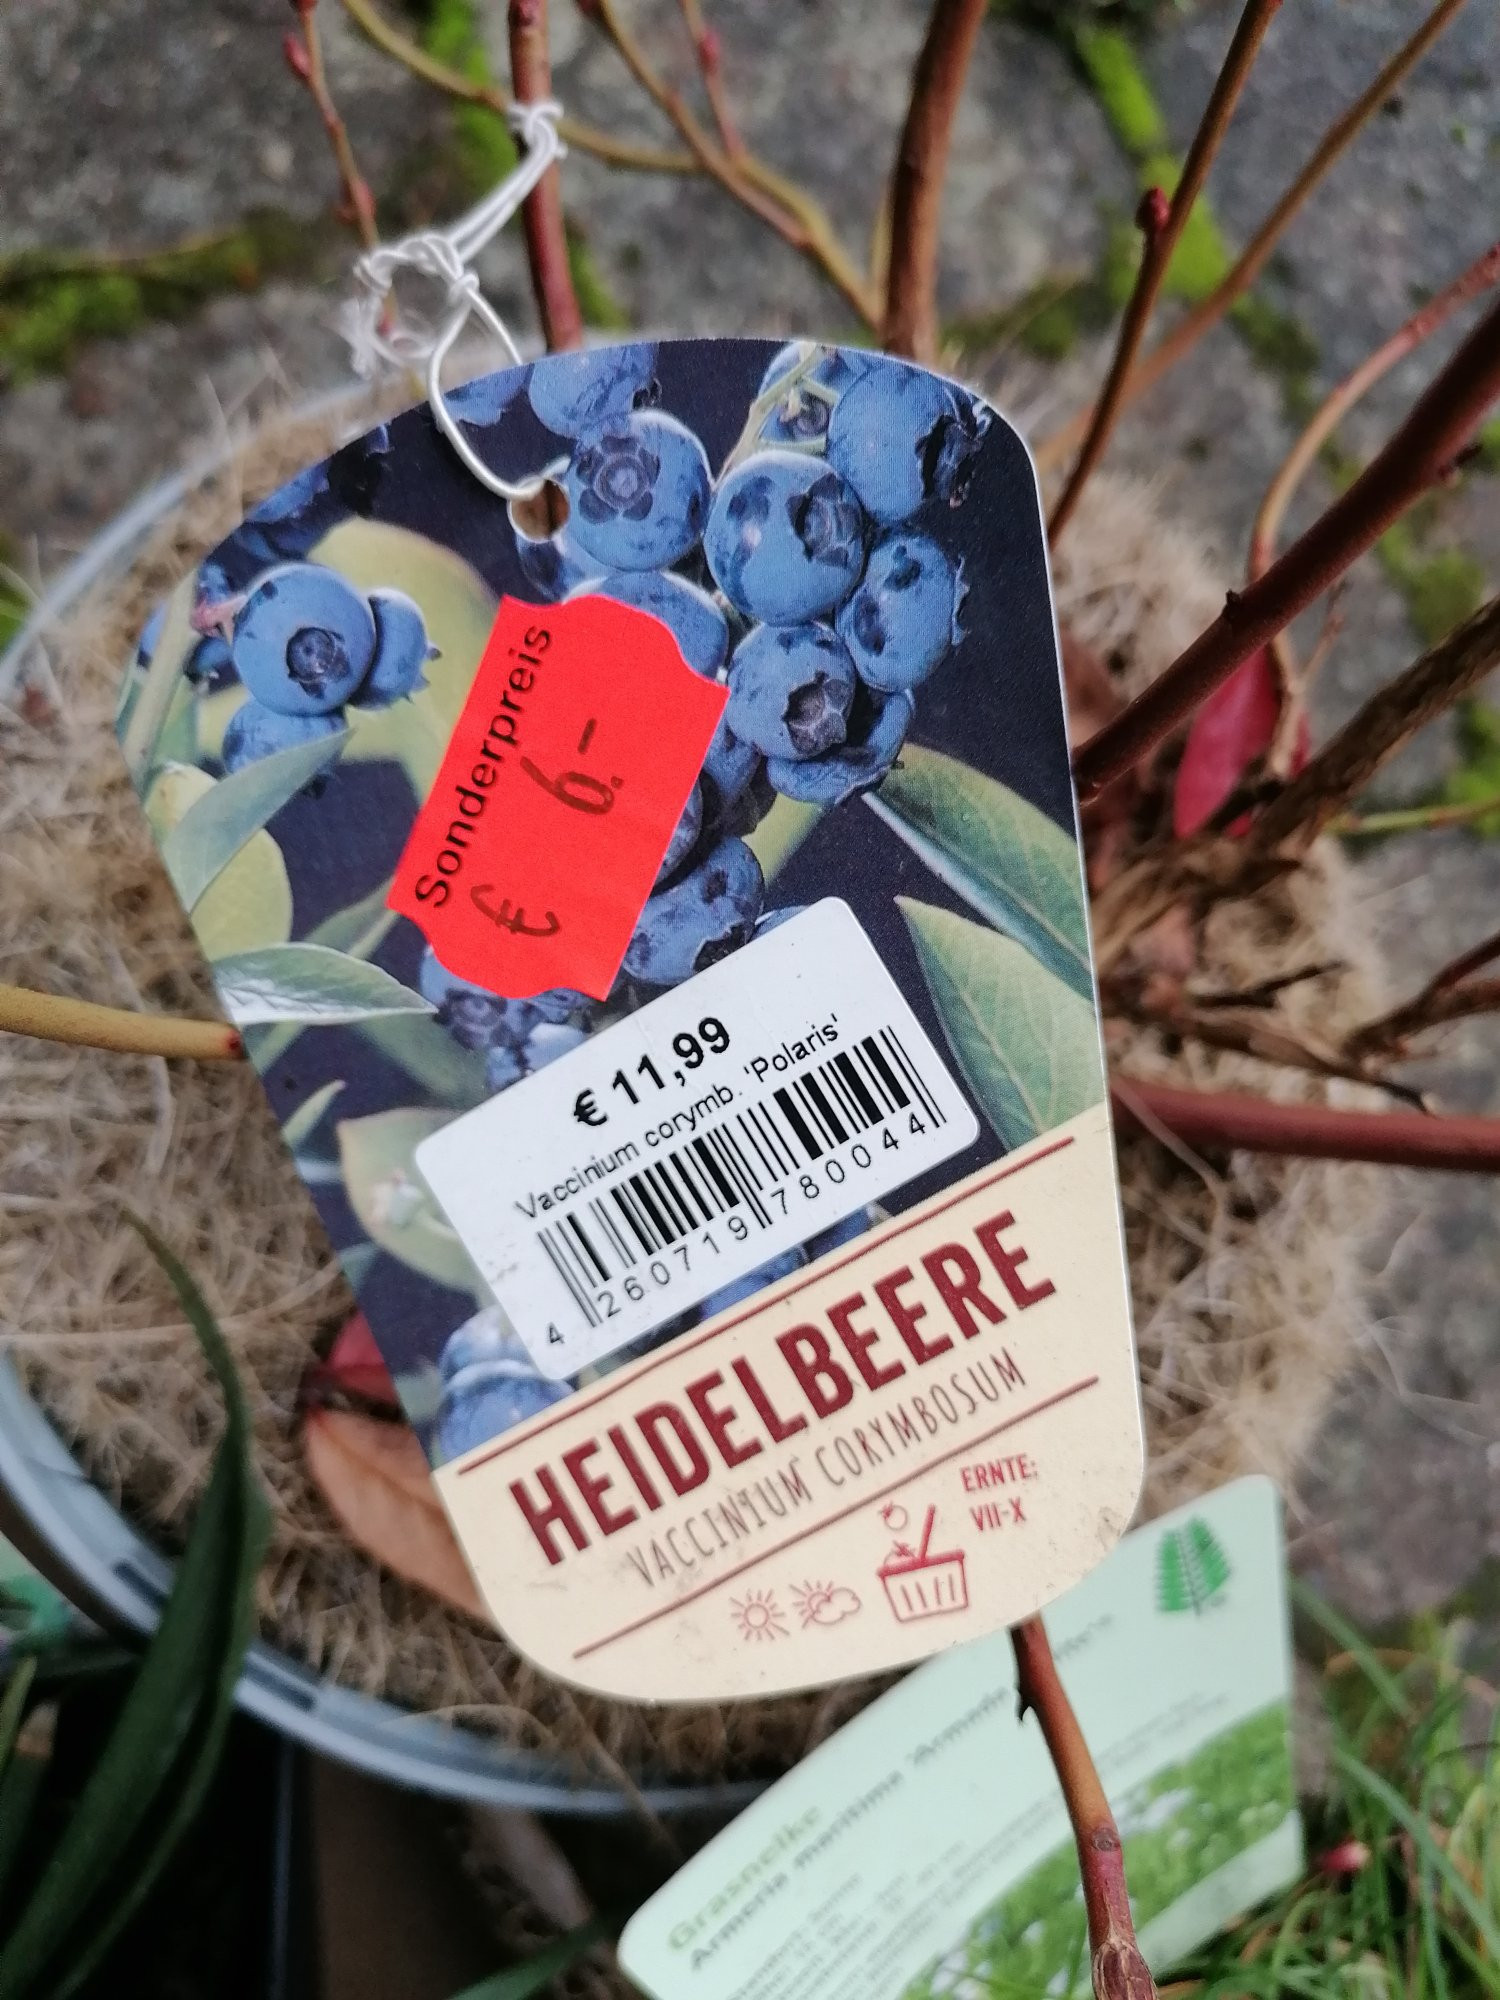 Sonderpreis
€ 6.-
€ 11,99
Vaccinium corymb. 'Polaris'
4 260719 780044
HEIDELBEERE
VACCINIUM CORYMBOSUM
ERNTE:
VII-X
Grasnelke
Armeria maritima